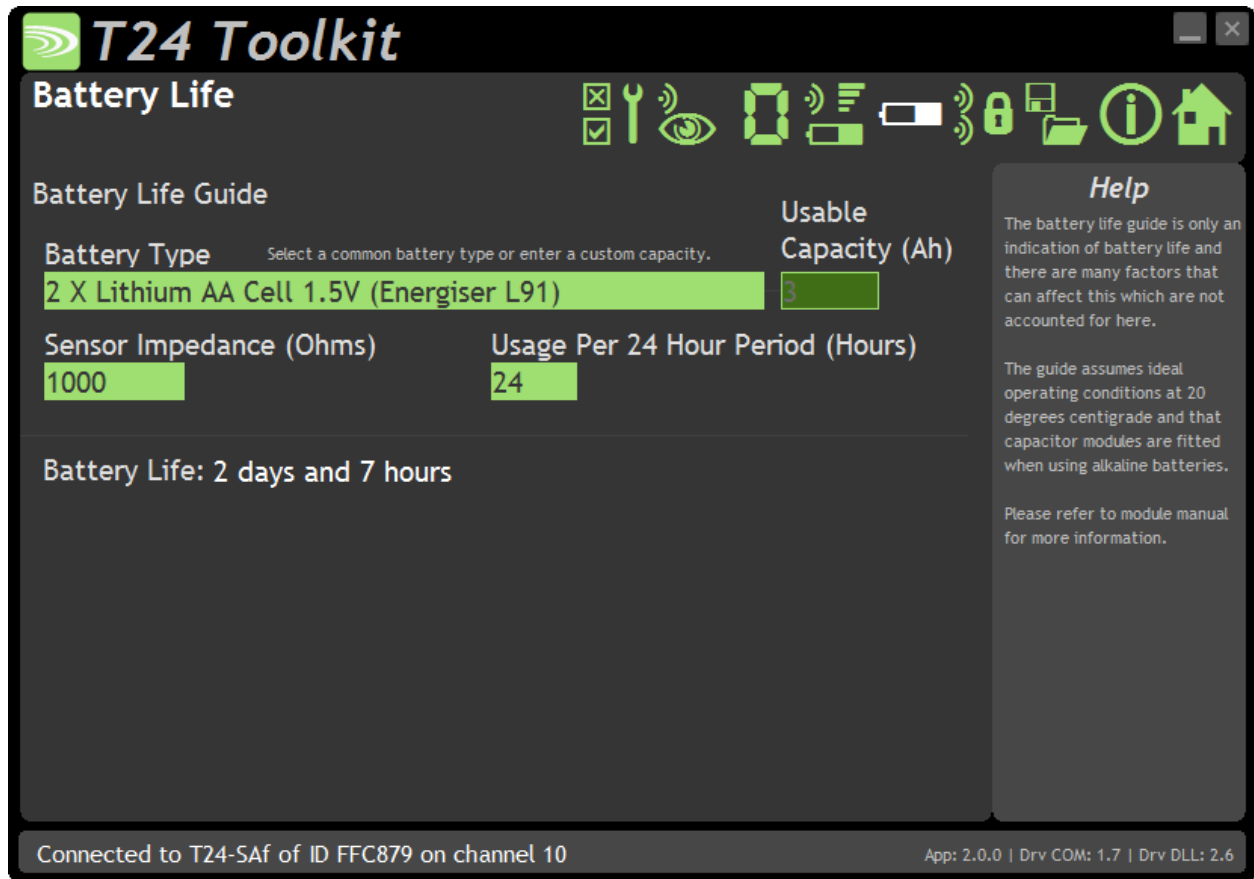 T24 Toolkit
Battery Life
Battery Life Guide
Usable
Capacity (Ah)
Battery Type
Select a common battery type or enter a custom capacity.
2 X Lithium AA Cell 1.5V (Energiser L91)
3
Sensor Impedance (Ohms)
Usage Per 24 Hour Period (Hours)
1000
24
Battery Life: 2 days and 7 hours
Help
The battery life guide is only an
indication of battery life and
there are many factors that
can affect this which are not
accounted for here.
The guide assumes ideal
operating conditions at 20
degrees centigrade and that
capacitor modules are fitted
when using alkaline batteries.
Please refer to module manual
for more information.
Connected to T24-SAf of ID FFC879 on channel 10
App: 2.0.0 | Drv COM: 1.7 | Drv DLL: 2.6